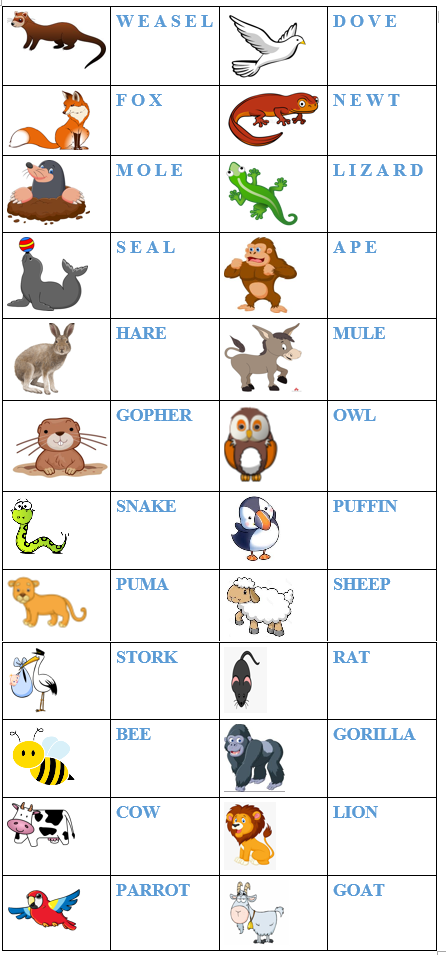 W E A S E L D O V E
F O X N E W T
M O L E L I Z A R D
S E A L A P E
HARE MULE
GOPHER OWL
SNAKE PUFFIN
PUMA SHEEP
STORK RAT
BEE GORILLA
COW LION
PARROT GOAT